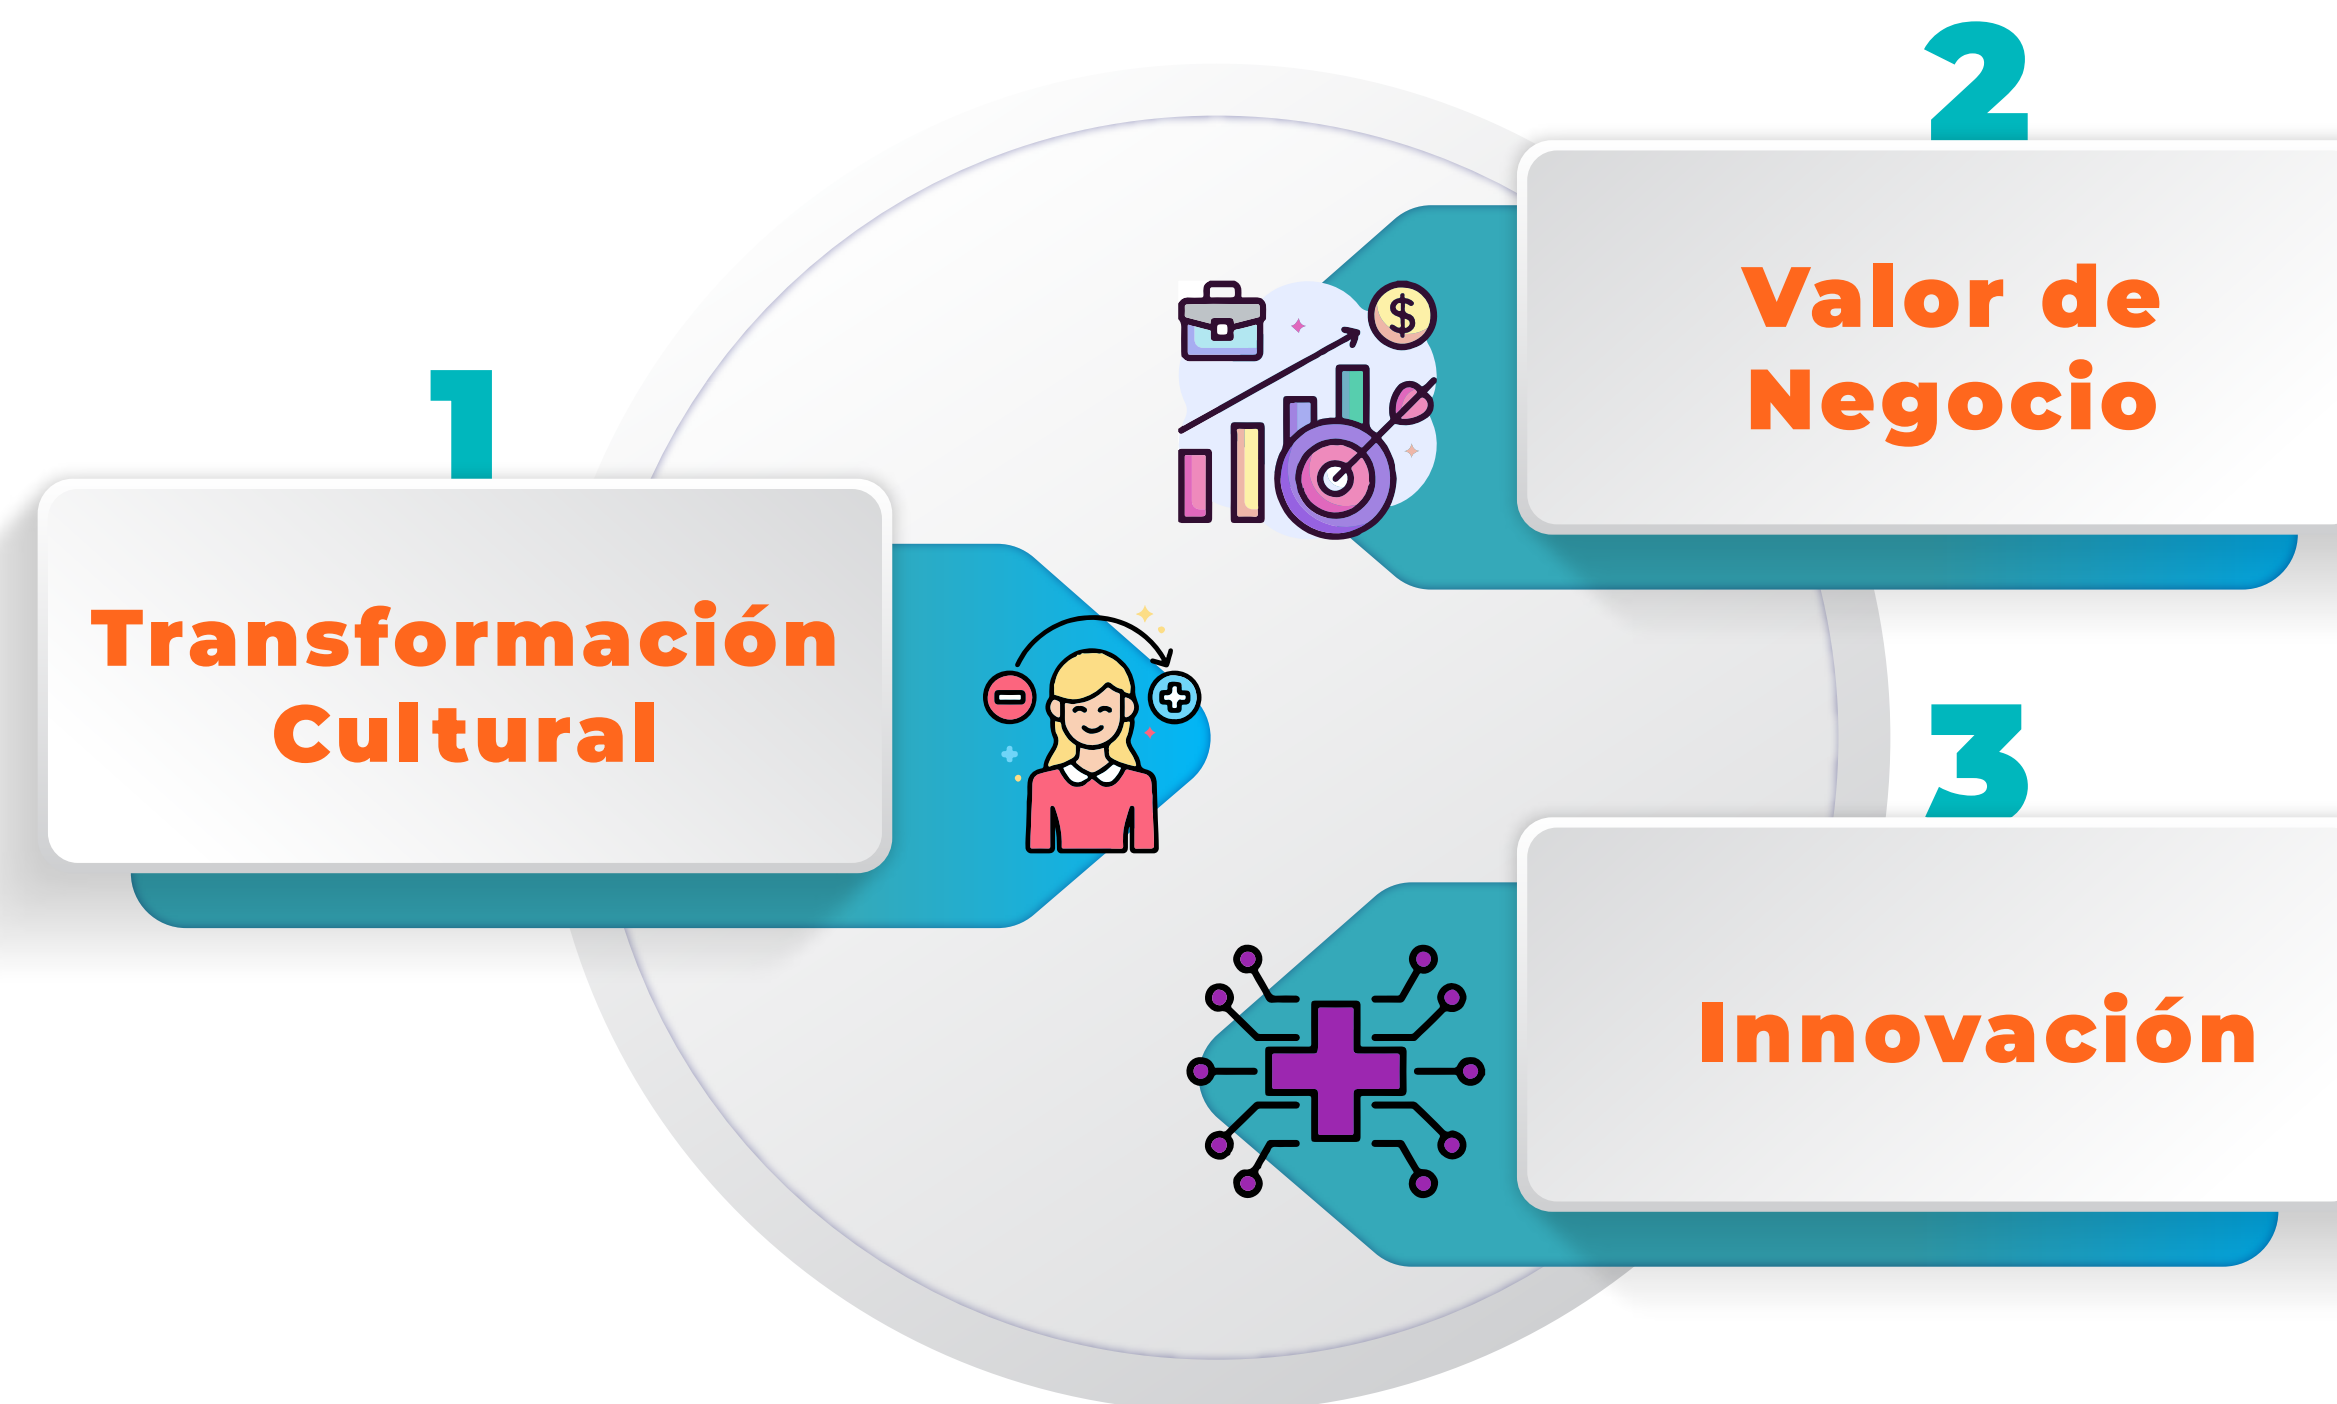 1
Transformación
Cultural
2
Valor de
Negocio
$
3
Innovación